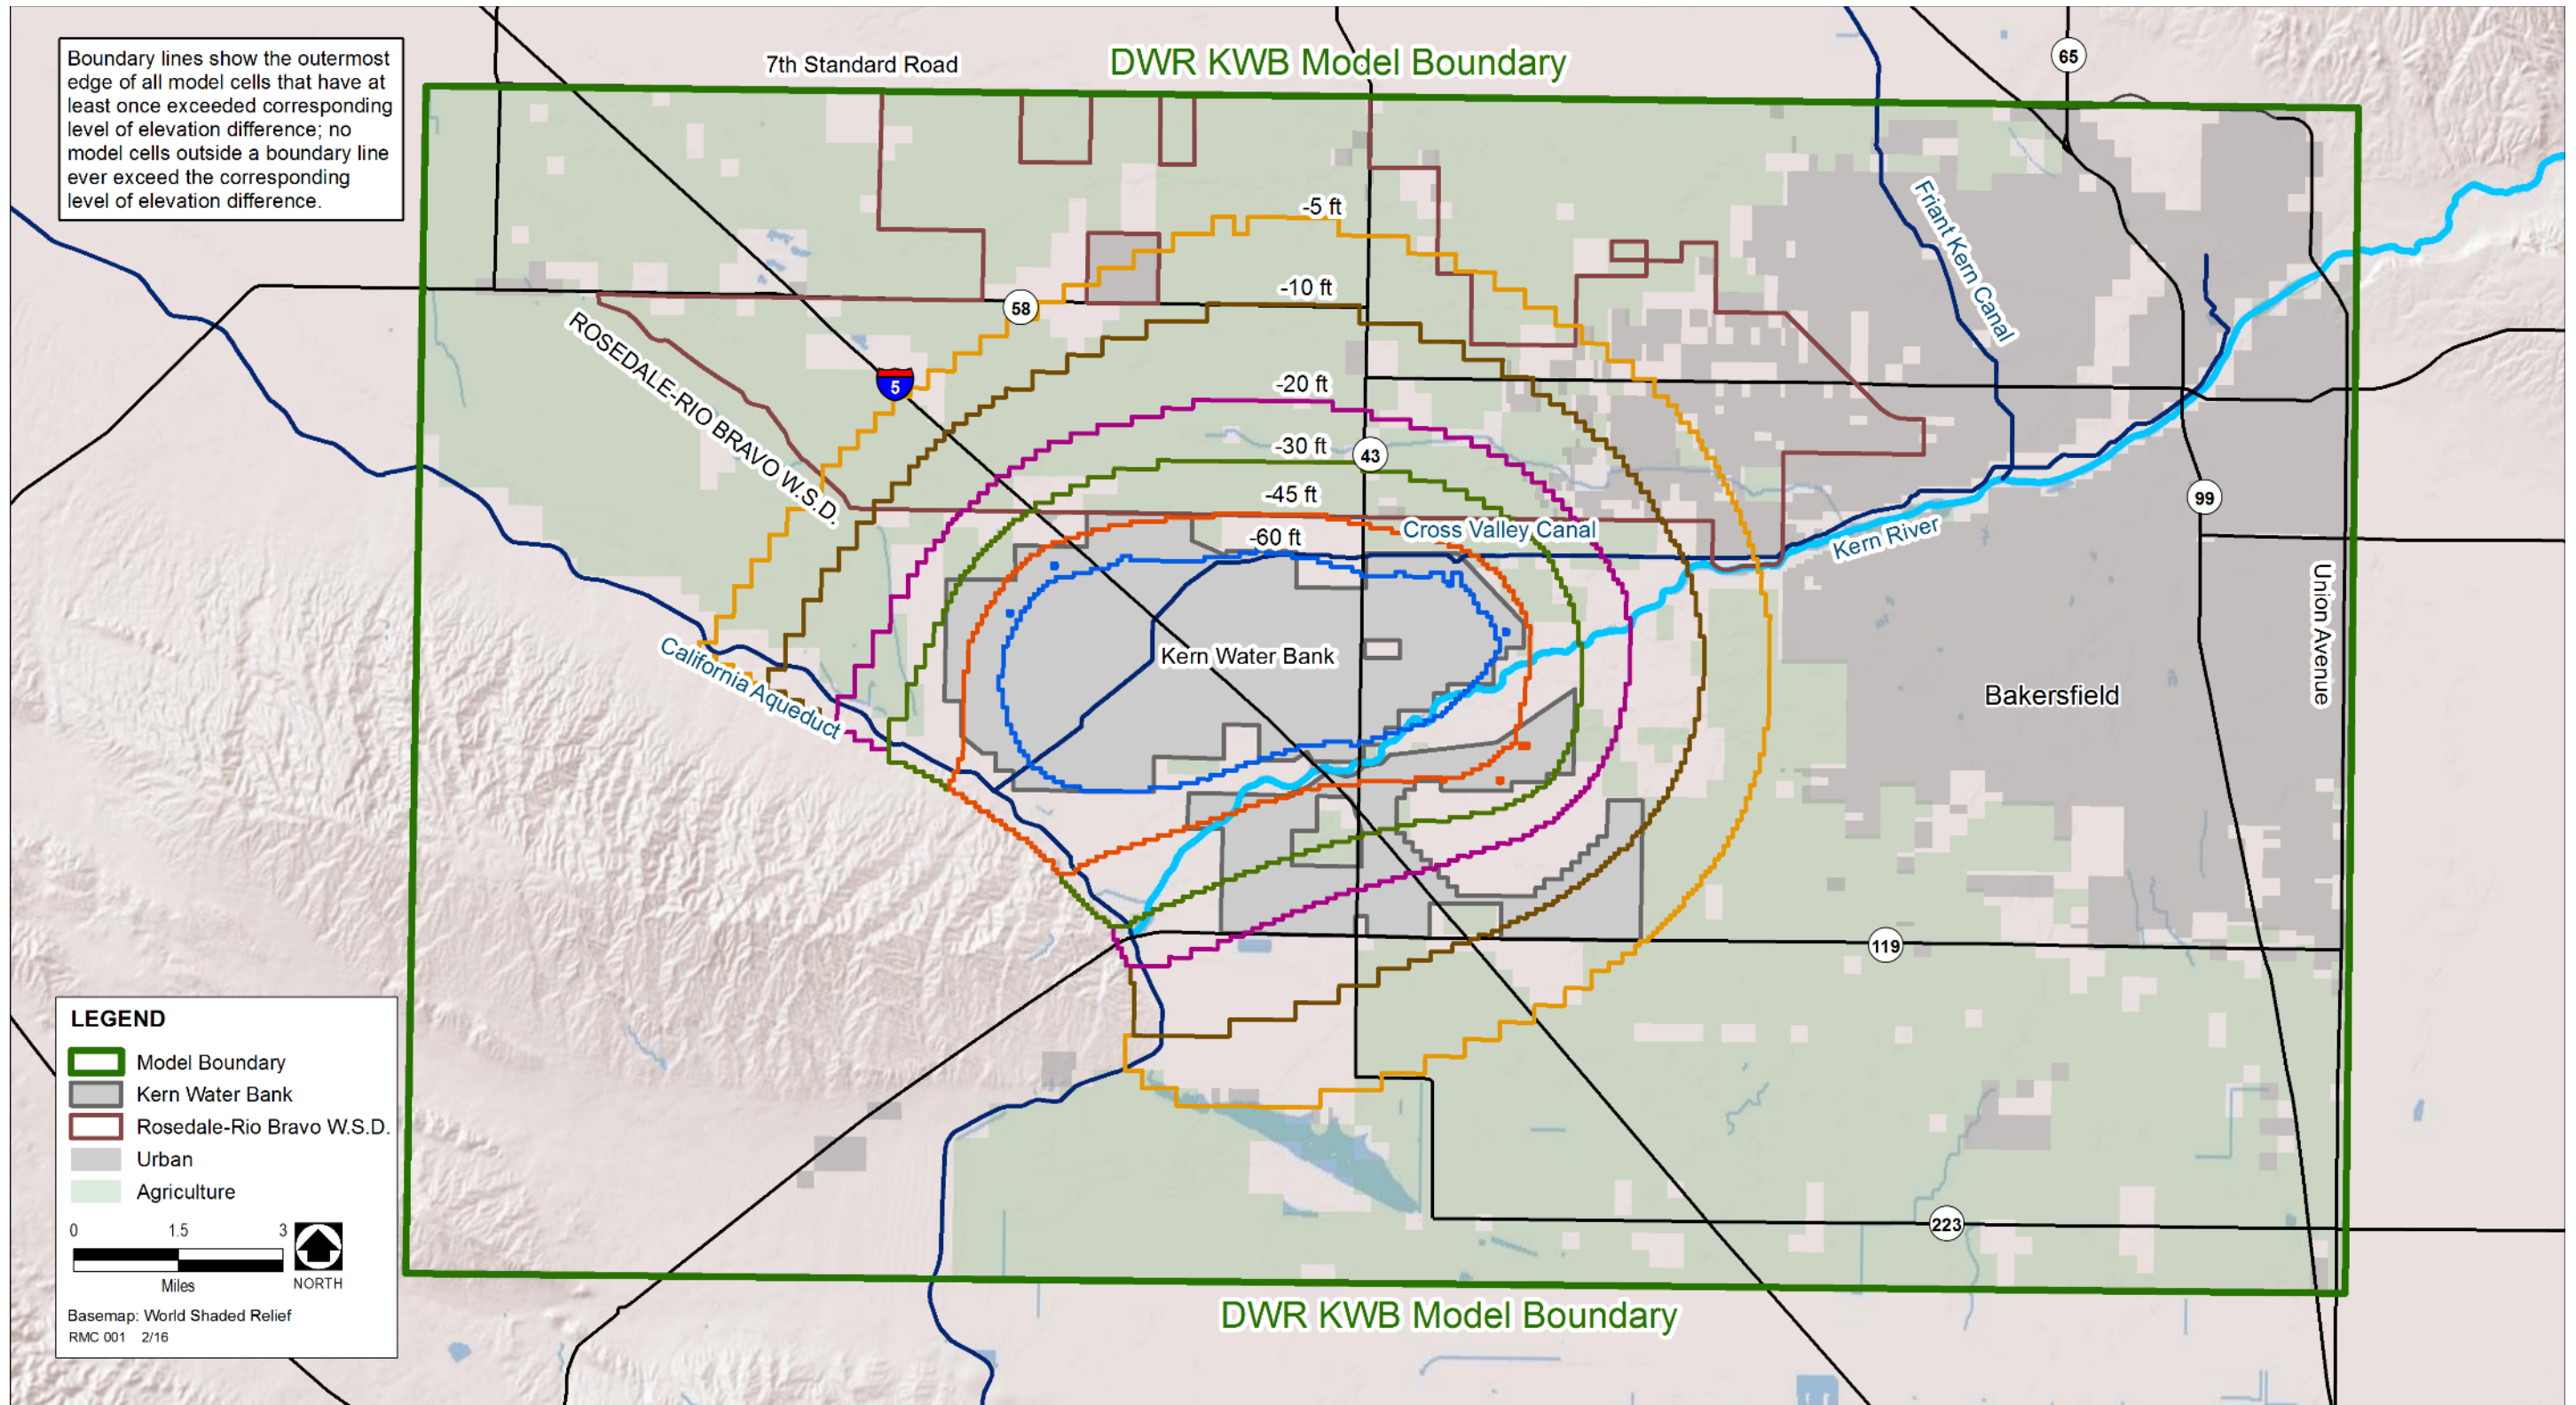 Boundary lines show the outermost
edge of all model cells that have at
least once exceeded corresponding
level of elevation difference; no
model cells outside a boundary line
ever exceed the corresponding
level of elevation difference.
7th Standard Road
DWR KWB Model Boundary
65
-5 ft
Friant Kern Canal
-10 ft
58
ROSEDALE-RIO BRAVO W.S.D.
5
-20 ft
-30 ft
43
-45 ft
99
Cross Valley Canal
-60 ft
Kern River
Union Avenue
California Aqueduct
Kern Water Bank
Bakersfield
119
223
LEGEND
Model Boundary
Kern Water Bank
Rosedale-Rio Bravo W.S.D.
Urban
Agriculture
0 1.5 3
Miles
NORTH
Basemap: World Shaded Relief
RMC 001 2/16
DWR KWB Model Boundary